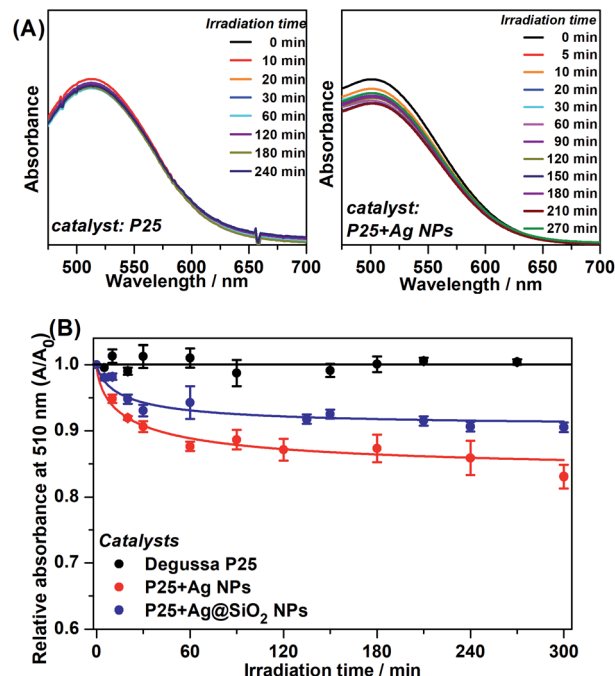 (A)
Irradiation time
0 min
10 min
20 min
30 min
60 min
120 min
180 min
240 min
catalyst: P25
Absorbance
500 550 600 650 700
Wavelength / nm
Irradiation time
0 min
5 min
10 min
20 min
30 min
60 min
90 min
120 min
150 min
180 min
210 min
270 min
catalyst:
P25+Ag NPs
Absorbance
500 550 600 650 700
Wavelength / nm
(B)
Relative absorbance at 510 nm (A/A0)
1.0
0.9
0.8
0.7
0.6
Catalysts
Degussa P25
P25+Ag NPs
P25+Ag@SiO2 NPs
0 60 120 180 240 300
Irradiation time / min